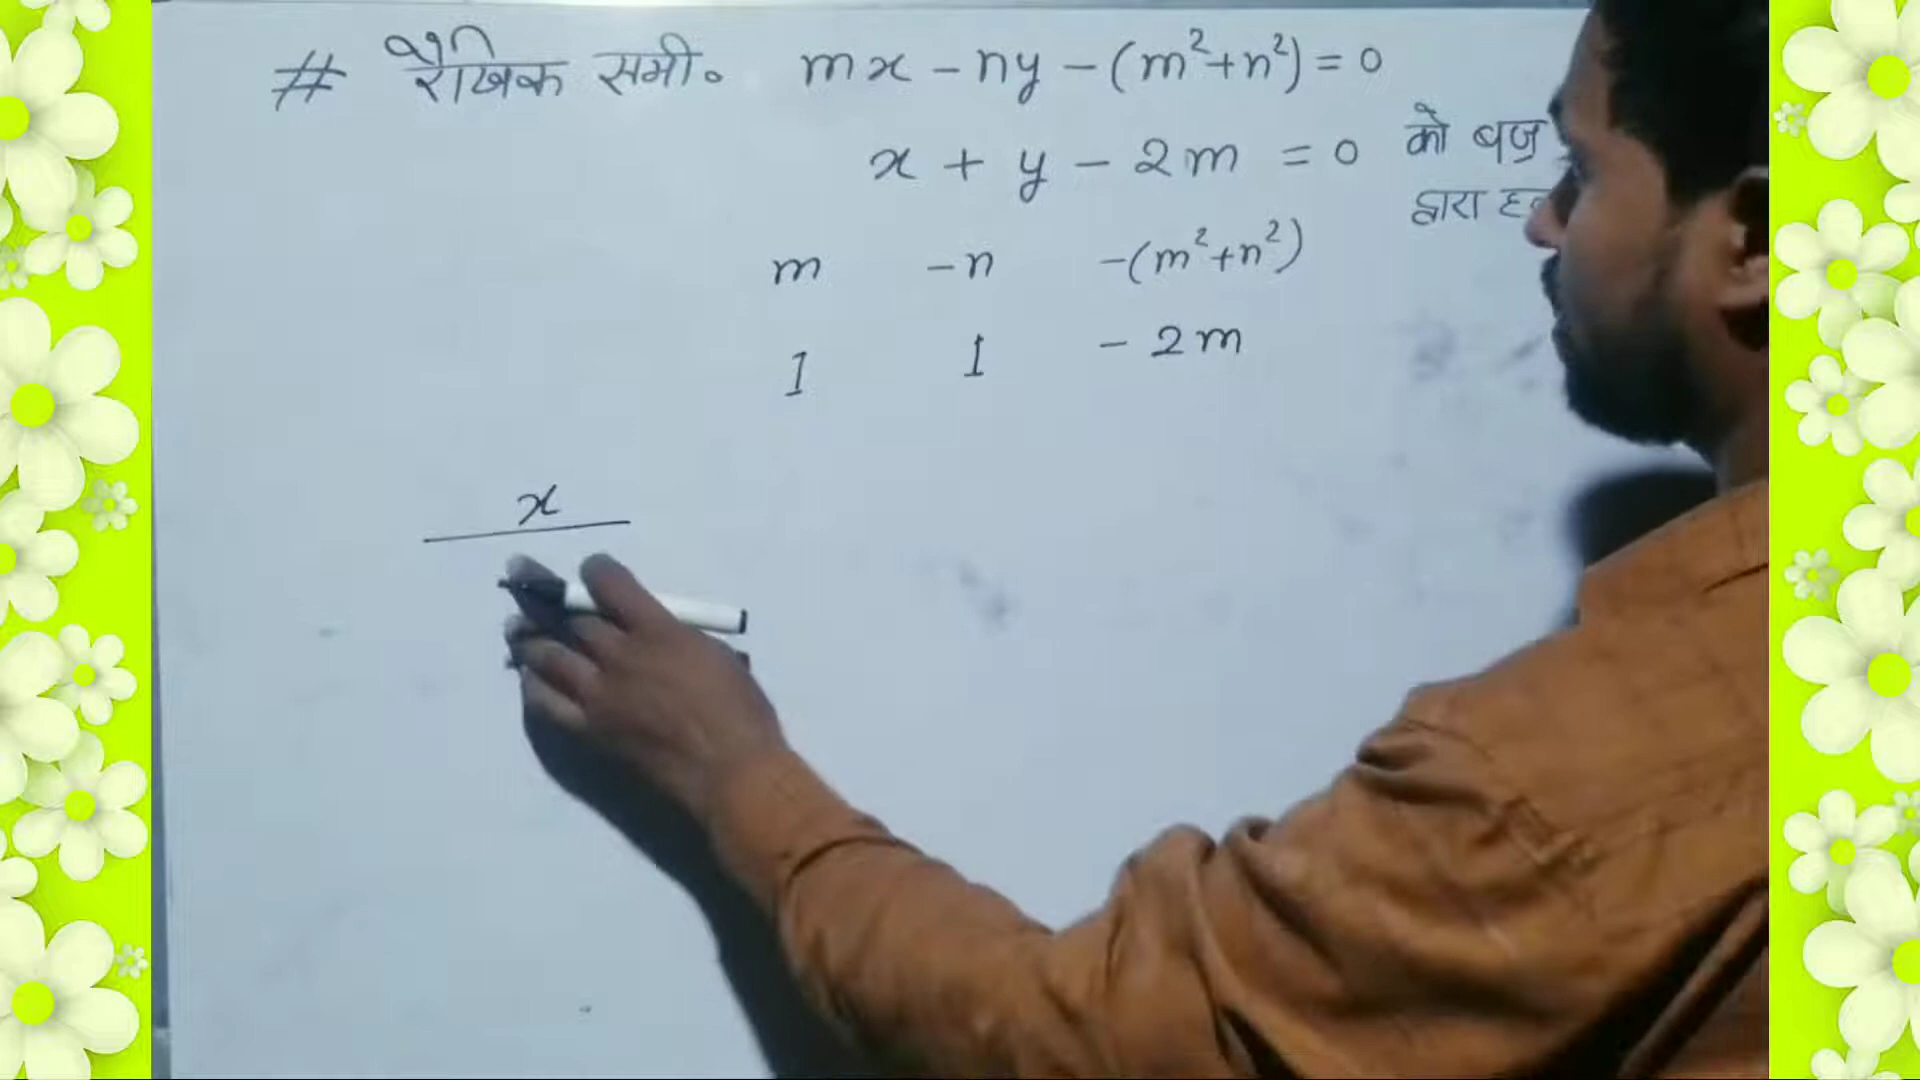 # रैखिक समी॰ mx - ny - (m²+n²) = 0
x + y - 2m = 0 को
द्वारा
m -n -(m²+n²)
1 1 - 2m
x